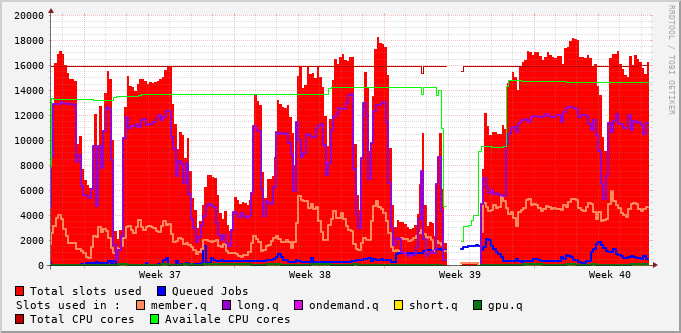 20000
18000
16000
14000
12000
10000
8000
6000
4000
2000
0
Week 37 Week 38 Week 39 Week 40
RRDTOOL / TOBI OETIKER
Total slots used Queued Jobs
Slots used in : member.q long.q ondemand.q short.q gpu.q
Total CPU cores Availale CPU cores